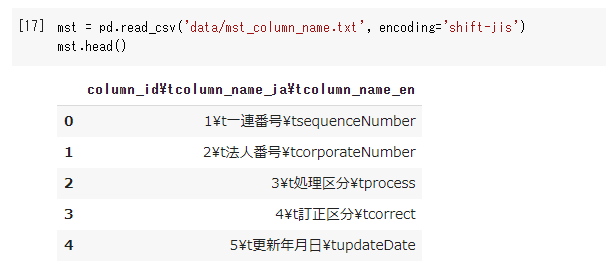 [17] mst = pd.read_csv('data/mst_column_name.txt', encoding='shift-jis')
mst.head()
column_id¥tcolumn_name_ja¥tcolumn_name_en
0 1¥t一連番号¥tsequenceNumber
1 2¥t法人番号¥tcorporateNumber
2 3¥t処理区分¥tprocess
3 4¥t訂正区分¥tcorrect
4 5¥t更新年月日¥tupdateDate